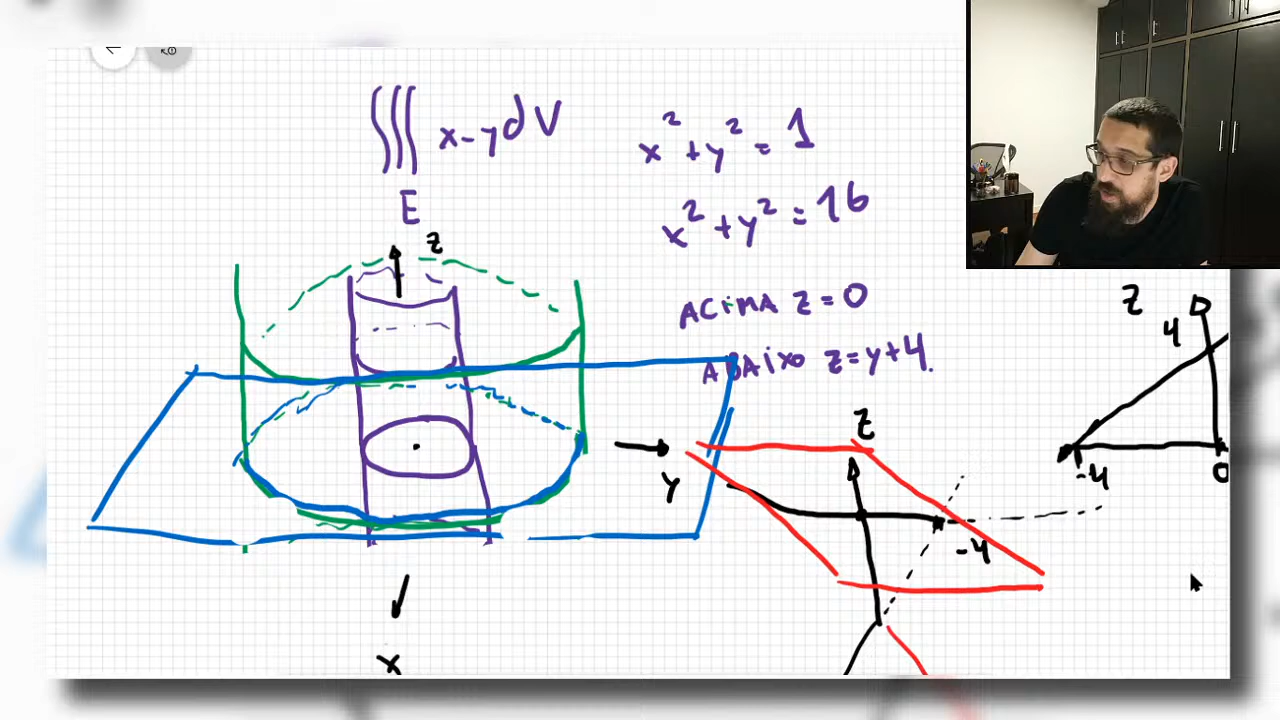 ∫∫∫ x-y dV
E
x² + y² = 1
x² + y² = 16
ACIMA z = 0
ABAIXO z = y+4.
z
y
x
z
-4
z
4
-4
0